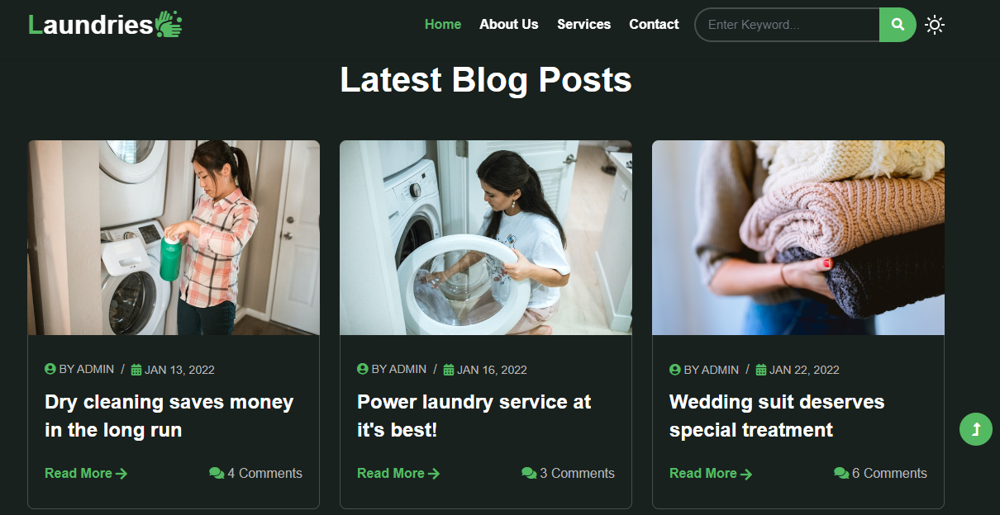 Laundries
Home About Us Services Contact Enter Keyword...
Latest Blog Posts
BY ADMIN / JAN 13, 2022
Dry cleaning saves money
in the long run
Read More 4 Comments
BY ADMIN / JAN 16, 2022
Power laundry service at
it's best!
Read More 3 Comments
BY ADMIN / JAN 22, 2022
Wedding suit deserves
special treatment
Read More 6 Comments